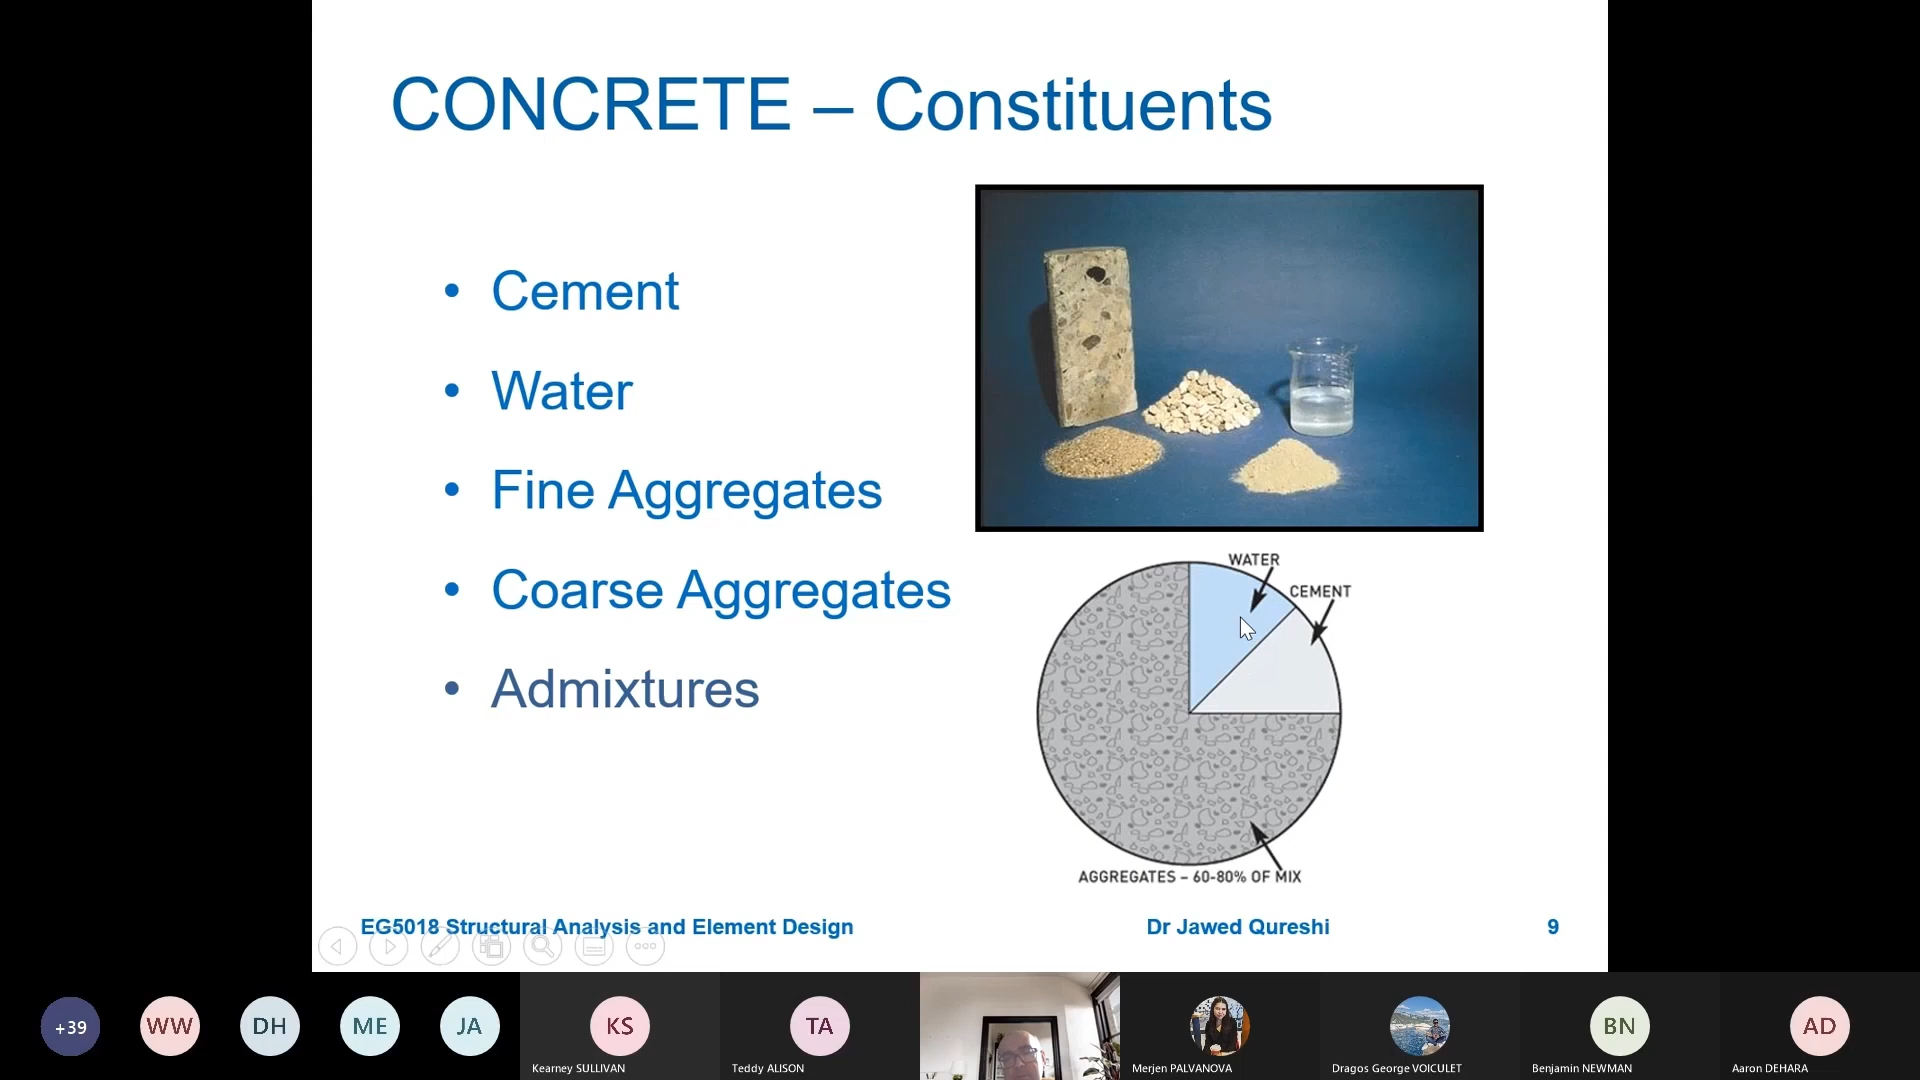 CONCRETE – Constituents
• Cement
• Water
• Fine Aggregates
• Coarse Aggregates
• Admixtures
WATER
CEMENT
AGGREGATES – 60-80% OF MIX
EG5018 Structural Analysis and Element Design
Dr Jawed Qureshi
9
+39
WW
DH
ME
JA
KS
TA
BN
AD
Kearney SULLIVAN
Teddy ALISON
Merjen PALVANOVA
Dragos George VOICULET
Benjamin NEWMAN
Aaron DEHARA